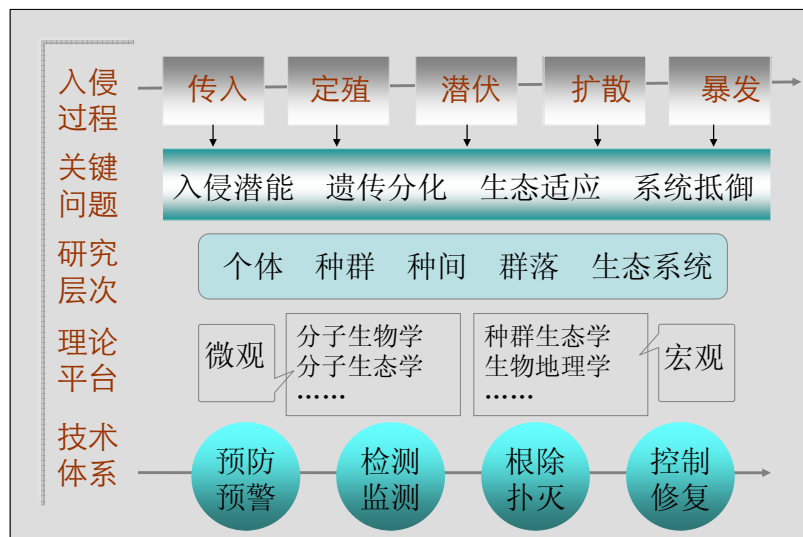 入侵
过程
传入 定殖 潜伏 扩散 暴发
关键
问题
入侵潜能 遗传分化 生态适应 系统抵御
研究
层次
个体 种群 种间 群落 生态系统
理论
平台
微观
分子生物学
分子生态学
……
种群生态学
生物地理学
……
宏观
技术
体系
预防
预警
检测
监测
根除
扑灭
控制
修复